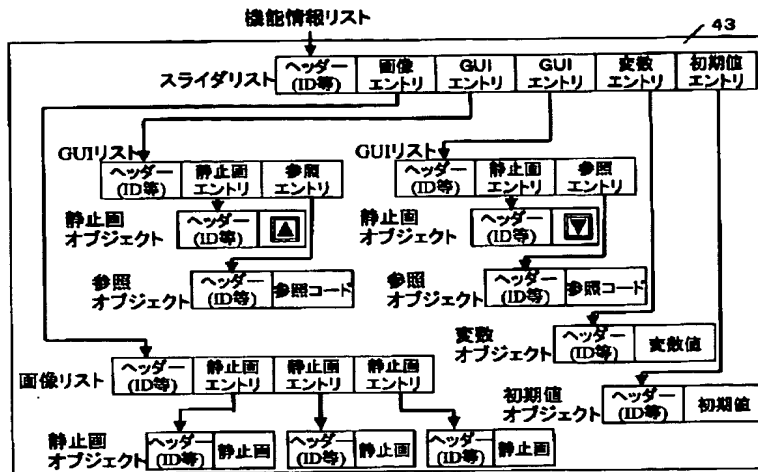 機能情報リスト
43
スライダリスト
ヘッダー
(ID等)
画像
エントリ
GUI
エントリ
GUI
エントリ
変数
エントリ
初期値
エントリ
GUIリスト
ヘッダー
(ID等)
静止画
エントリ
参照
エントリ
GUIリスト
ヘッダー
(ID等)
静止画
エントリ
参照
エントリ
静止画
オブジェクト
ヘッダー
(ID等)
▲
静止画
オブジェクト
ヘッダー
(ID等)
▼
参照
オブジェクト
ヘッダー
(ID等)
参照コード
参照
オブジェクト
ヘッダー
(ID等)
参照コード
変数
オブジェクト
ヘッダー
(ID等)
変数値
画像リスト
ヘッダー
(ID等)
静止画
エントリ
静止画
エントリ
静止画
エントリ
初期値
オブジェクト
ヘッダー
(ID等)
初期値
静止画
オブジェクト
ヘッダー
(ID等)
静止画
ヘッダー
(ID等)
静止画
ヘッダー
(ID等)
静止画